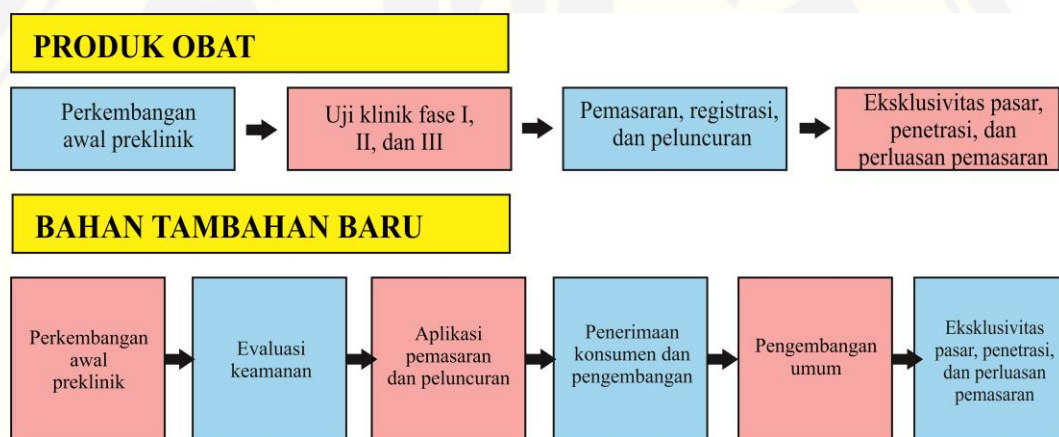 PRODUK OBAT
Perkembangan
awal preklinik
Uji klinik fase I,
II, dan III
Pemasaran, registrasi,
dan peluncuran
Eksklusivitas pasar,
penetrasi, dan
perluasan pemasaran
BAHAN TAMBAHAN BARU
Perkembangan
awal
preklinik
Evaluasi
keamanan
Aplikasi
pemasaran
dan peluncuran
Penerimaan
konsumen dan
pengembangan
Pengembangan
umum
Eksklusivitas
pasar, penetrasi,
dan perluasan
pemasaran